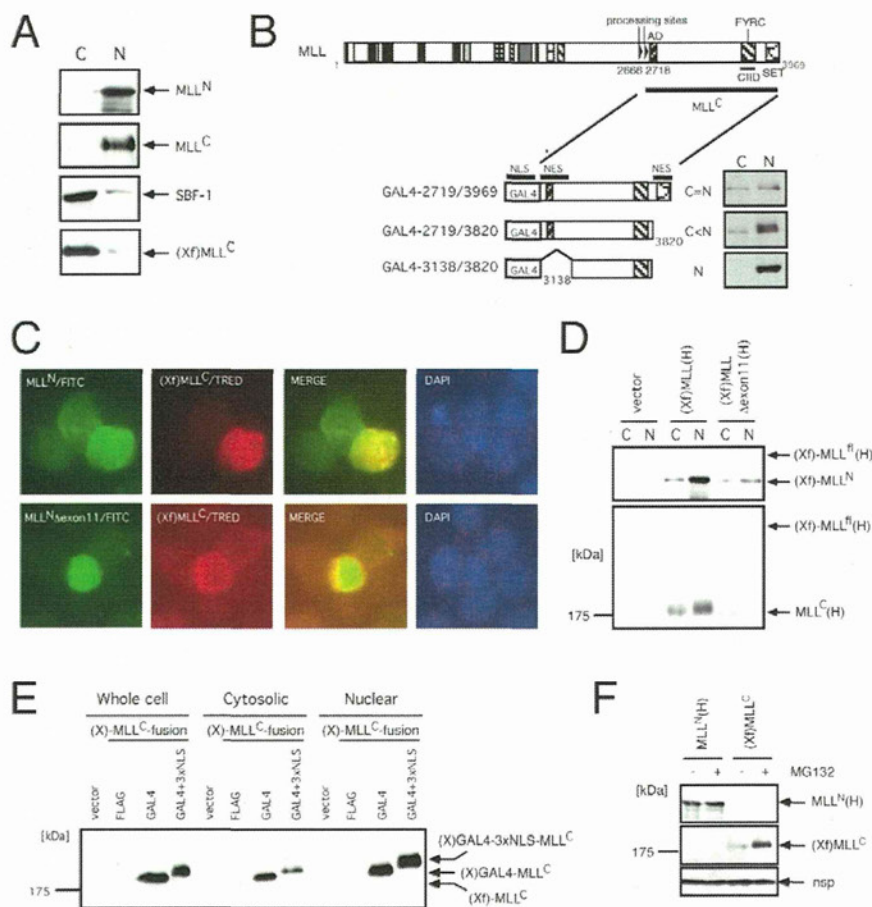 A
C N
MLL^N
MLL^C
SBF-1
(Xf)MLL^C
B
processing sites
AD
FYRC
MLL
1
2666 2718
CIID
SET
3969
MLL^C
*
NLS NES NES
GAL4-2719/3969
GAL4
C=N
C N
GAL4-2719/3820
GAL4
3820
C<N
GAL4-3138/3820
GAL4
3138
N
C
MLL^N/FITC
(Xf)MLL^C/TRED
MERGE
DAPI
MLL^NΔexon11/FITC
(Xf)MLL^C/TRED
MERGE
DAPI
D
vector
(Xf)MLL(H)
(Xf)MLL
Δexon11(H)
C N C N C N
(Xf)-MLL^fl(H)
(Xf)-MLL^N
(Xf)-MLL^fl(H)
[kDa]
175
MLL^C(H)
E
Whole cell Cytosolic Nuclear
(X)-MLL^C-fusion (X)-MLL^C-fusion (X)-MLL^C-fusion
vector FLAG GAL4 GAL4+3xNLS vector FLAG GAL4 GAL4+3xNLS vector FLAG GAL4 GAL4+3xNLS
[kDa]
175
(X)GAL4-3xNLS-MLL^C
(X)GAL4-MLL^C
(Xf)-MLL^C
F
MLL^N(H)
(Xf)MLL^C
- + - + MG132
[kDa]
MLL^N(H)
175
(Xf)MLL^C
nsp